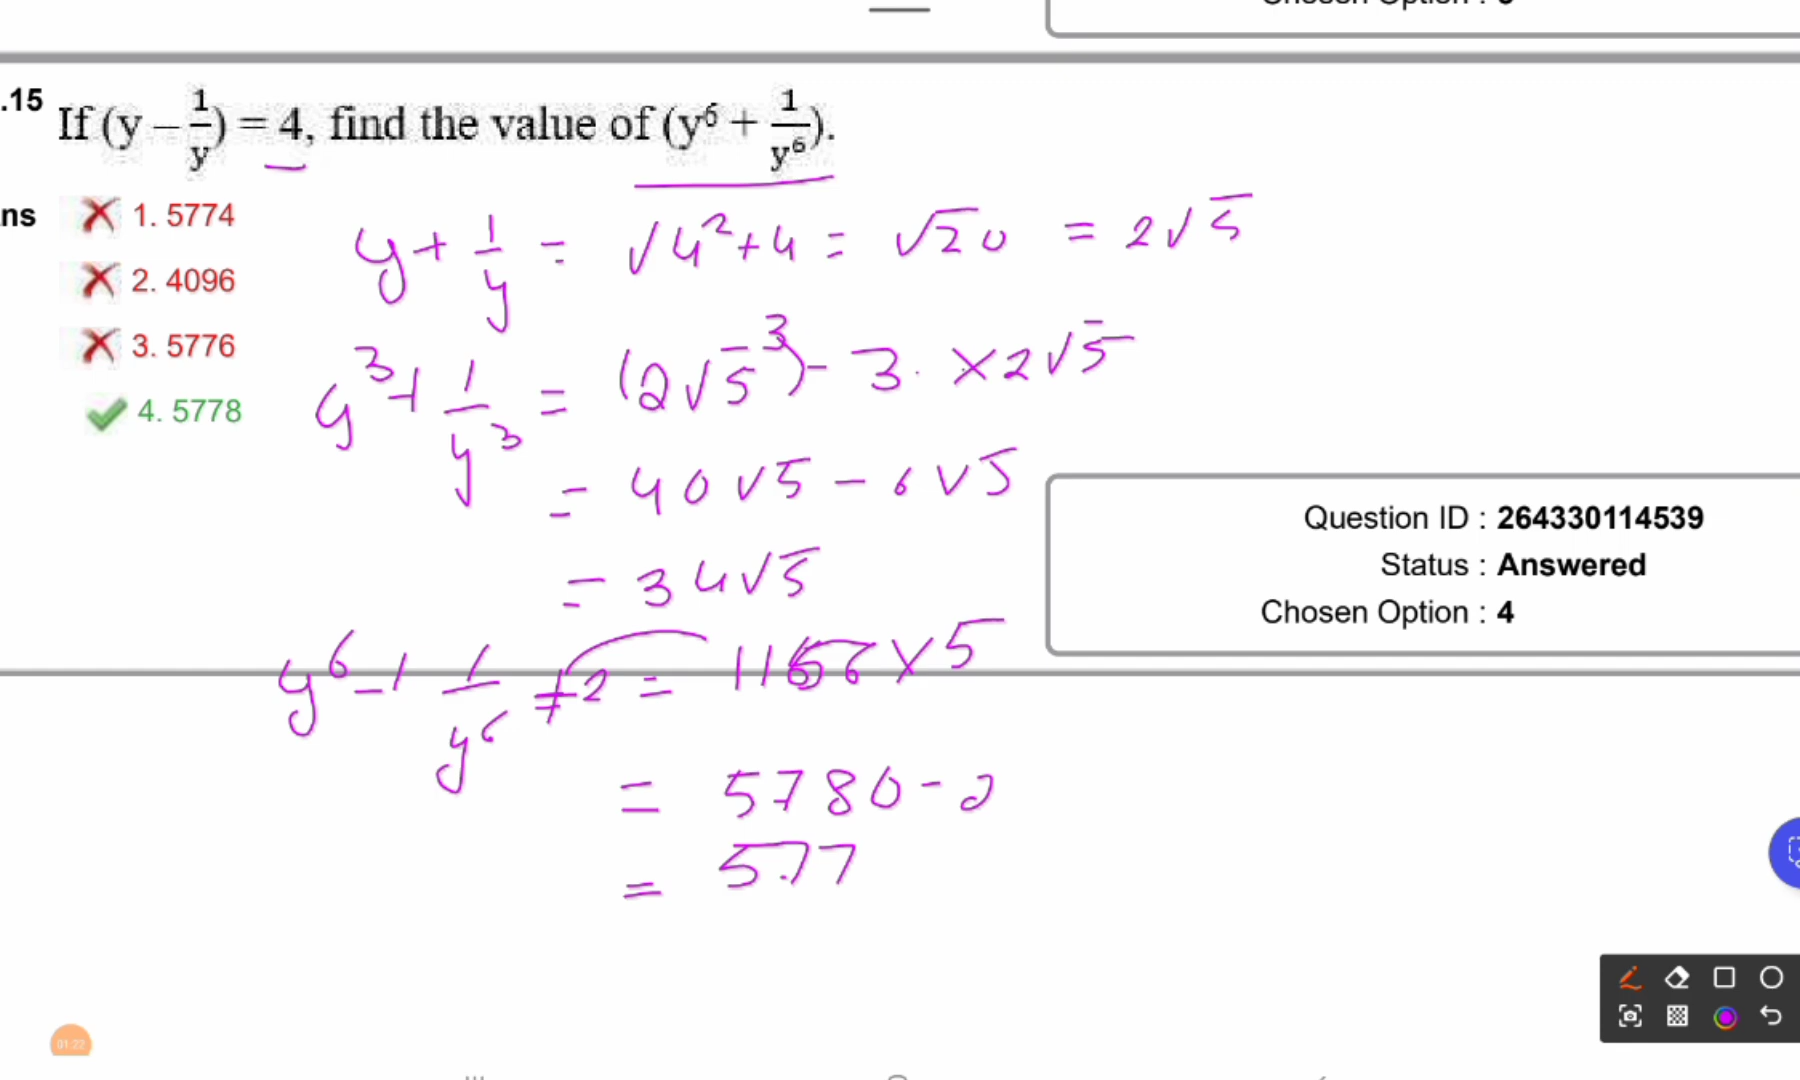 .15 If (y − 1/y) = 4, find the value of (y⁶ + 1/y⁶).
ns
1. 5774
2. 4096
3. 5776
4. 5778
y + 1/y = √4² + 4 = √20 = 2√5
y³ + 1/y³ = (2√5)³ - 3 . × 2√5
= 40√5 - 6√5
= 34√5
y⁶ + 1/y⁶ + 2 = 1156 × 5
= 5780 - 2
= 577
Question ID : 264330114539
Status : Answered
Chosen Option : 4
01:22